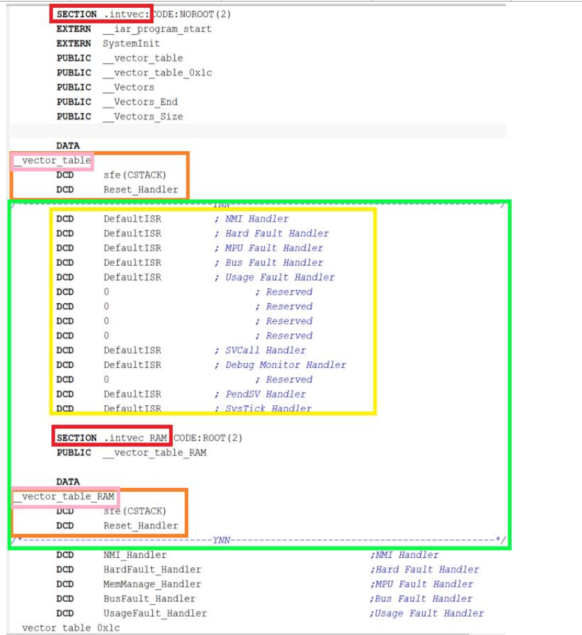 SECTION .intvec:CODE:NOROOT(2)
EXTERN __iar_program_start
EXTERN SystemInit
PUBLIC __vector_table
PUBLIC __vector_table_0x1c
PUBLIC __Vectors
PUBLIC __Vectors_End
PUBLIC __Vectors_Size
DATA
__vector_table
DCD sfe(CSTACK)
DCD Reset_Handler
/*---YNN---*/
DCD DefaultISR ; NMI Handler
DCD DefaultISR ; Hard Fault Handler
DCD DefaultISR ; MPU Fault Handler
DCD DefaultISR ; Bus Fault Handler
DCD DefaultISR ; Usage Fault Handler
DCD 0 ; Reserved
DCD 0 ; Reserved
DCD 0 ; Reserved
DCD 0 ; Reserved
DCD DefaultISR ; SVCall Handler
DCD DefaultISR ; Debug Monitor Handler
DCD 0 ; Reserved
DCD DefaultISR ; PendSV Handler
DCD DefaultISR ; SysTick Handler
SECTION .intvec_RAM:CODE:ROOT(2)
PUBLIC __vector_table_RAM
DATA
__vector_table_RAM
DCD sfe(CSTACK)
DCD Reset_Handler
/*---YNN---*/
DCD NMI_Handler ;NMI Handler
DCD HardFault_Handler ;Hard Fault Handler
DCD MemManage_Handler ;MPU Fault Handler
DCD BusFault_Handler ;Bus Fault Handler
DCD UsageFault_Handler ;Usage Fault Handler
__vector_table_0x1c